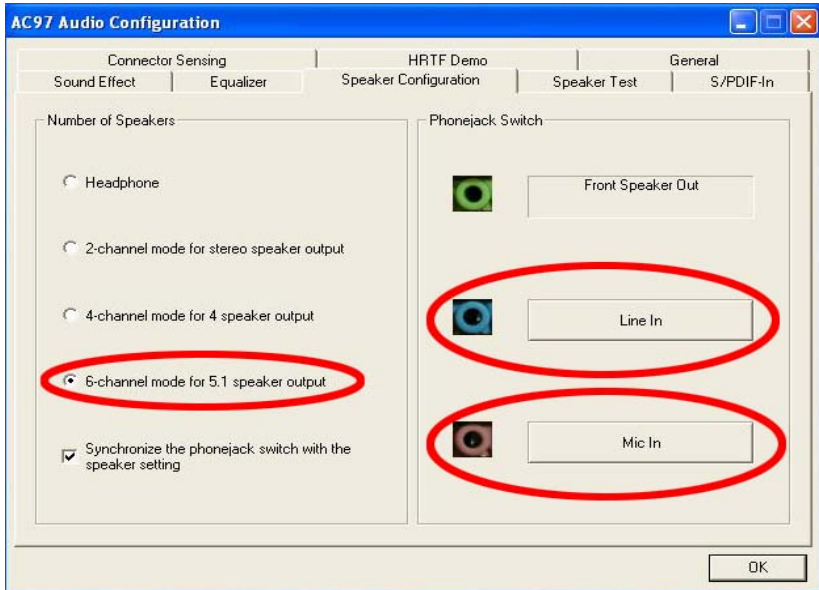 AC97 Audio Configuration
Connector Sensing
HRTF Demo
General
Sound Effect
Equalizer
Speaker Configuration
Speaker Test
S/PDIF-In
Number of Speakers
Headphone
2-channel mode for stereo speaker output
4-channel mode for 4 speaker output
6-channel mode for 5.1 speaker output
Synchronize the phonejack switch with the
speaker setting
Phonejack Switch
Front Speaker Out
Line In
Mic In
OK